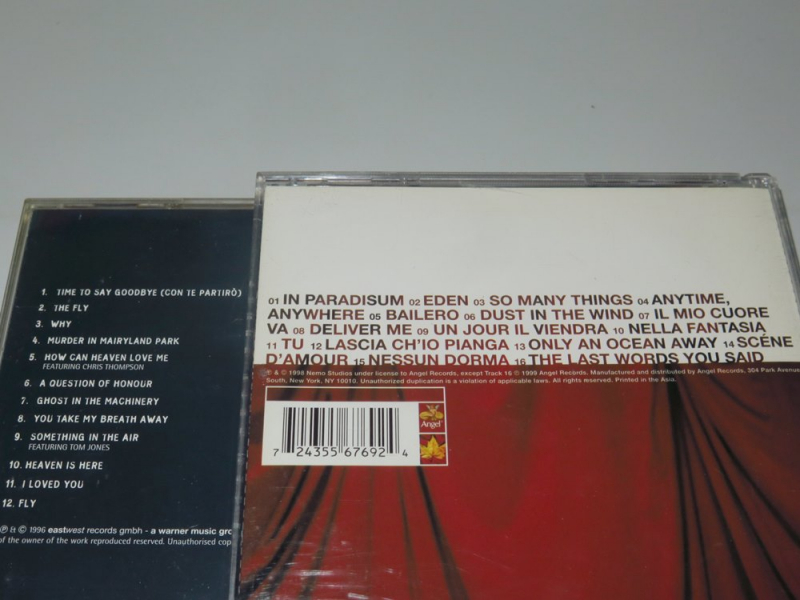 1. TIME TO SAY GOODBYE (CON TE PARTIRÒ)
2. THE FLY
3. WHY
4. MURDER IN MAIRYLAND PARK
5. HOW CAN HEAVEN LOVE ME
FEATURING CHRIS THOMPSON
6. A QUESTION OF HONOUR
7. GHOST IN THE MACHINERY
8. YOU TAKE MY BREATH AWAY
9. SOMETHING IN THE AIR
FEATURING TOM JONES
10. HEAVEN IS HERE
11. I LOVED YOU
12. FLY
℗ & © 1996 eastwest records gmbh - a warner music gro
of the owner of the work reproduced reserved. Unauthorised cop
01 IN PARADISUM 02 EDEN 03 SO MANY THINGS 04 ANYTIME,
ANYWHERE 05 BAILERO 06 DUST IN THE WIND 07 IL MIO CUORE
VA 08 DELIVER ME 09 UN JOUR IL VIENDRA 10 NELLA FANTASIA
11 TU 12 LASCIA CH'IO PIANGA 13 ONLY AN OCEAN AWAY 14 SCÉNE
D'AMOUR 15 NESSUN DORMA 16 THE LAST WORDS YOU SAID
℗ & © 1998 Nemo Studios under license to Angel Records, except Track 16 ℗ 1999 Angel Records. Manufactured and distributed by Angel Records, 304 Park Avenue
South, New York, NY 10010. Unauthorized duplication is a violation of applicable laws. All rights reserved. Printed in the Asia.
Angel
7 24355 67692 4